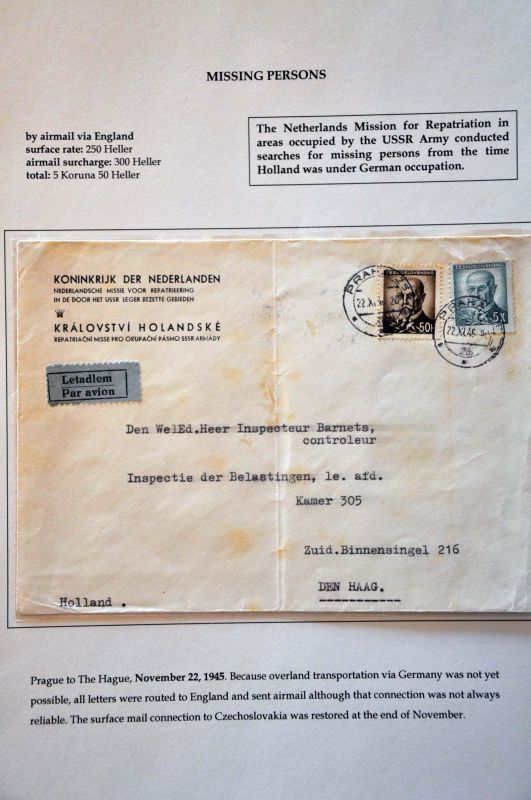 MISSING PERSONS
by airmail via England
surface rate: 250 Heller
airmail surcharge: 300 Heller
total: 5 Koruna 50 Heller
The Netherlands Mission for Repatriation in
areas occupied by the USSR Army conducted
searches for missing persons from the time
Holland was under German occupation.
KONINKRIJK DER NEDERLANDEN
NEDERLANDSCHE MISSIE VOOR REPATRIEERING
IN DE DOOR HET USSR LEGER BEZETTE GEBIEDEN
KRÁLOVSTVÍ HOLANDSKÉ
REPATRIAČNÍ MISSE PRO OKUPAČNÍ PÁSMO SSSR ARMÁDY
ČESKOSLOVENSKO
50h
ČESKOSLOVENSKO
5K
PRAHA
22.XI.
PRAHA
22.XI.45
Letadlem
Par avion
Den WelEd.Heer Inspecteur Barnets,
controleur
Inspectie der Belastingen, 1e. afd.
Kamer 305
Zuid.Binnensingel 216
DEN HAAG.
Holland .
Prague to The Hague, November 22, 1945. Because overland transportation via Germany was not yet
possible, all letters were routed to England and sent airmail although that connection was not always
reliable. The surface mail connection to Czechoslovakia was restored at the end of November.